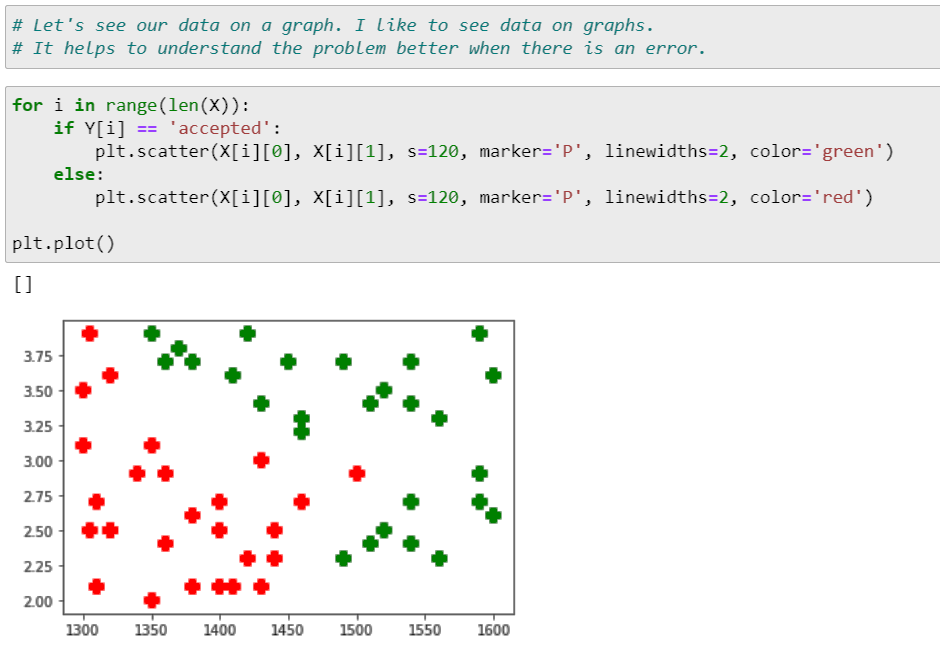 # Let's see our data on a graph. I like to see data on graphs.
# It helps to understand the problem better when there is an error.
for i in range(len(X)):
    if Y[i] == 'accepted':
        plt.scatter(X[i][0], X[i][1], s=120, marker='P', linewidths=2, color='green')
    else:
        plt.scatter(X[i][0], X[i][1], s=120, marker='P', linewidths=2, color='red')
plt.plot()
[]
3.75
3.50
3.25
3.00
2.75
2.50
2.25
2.00
1300 1350 1400 1450 1500 1550 1600